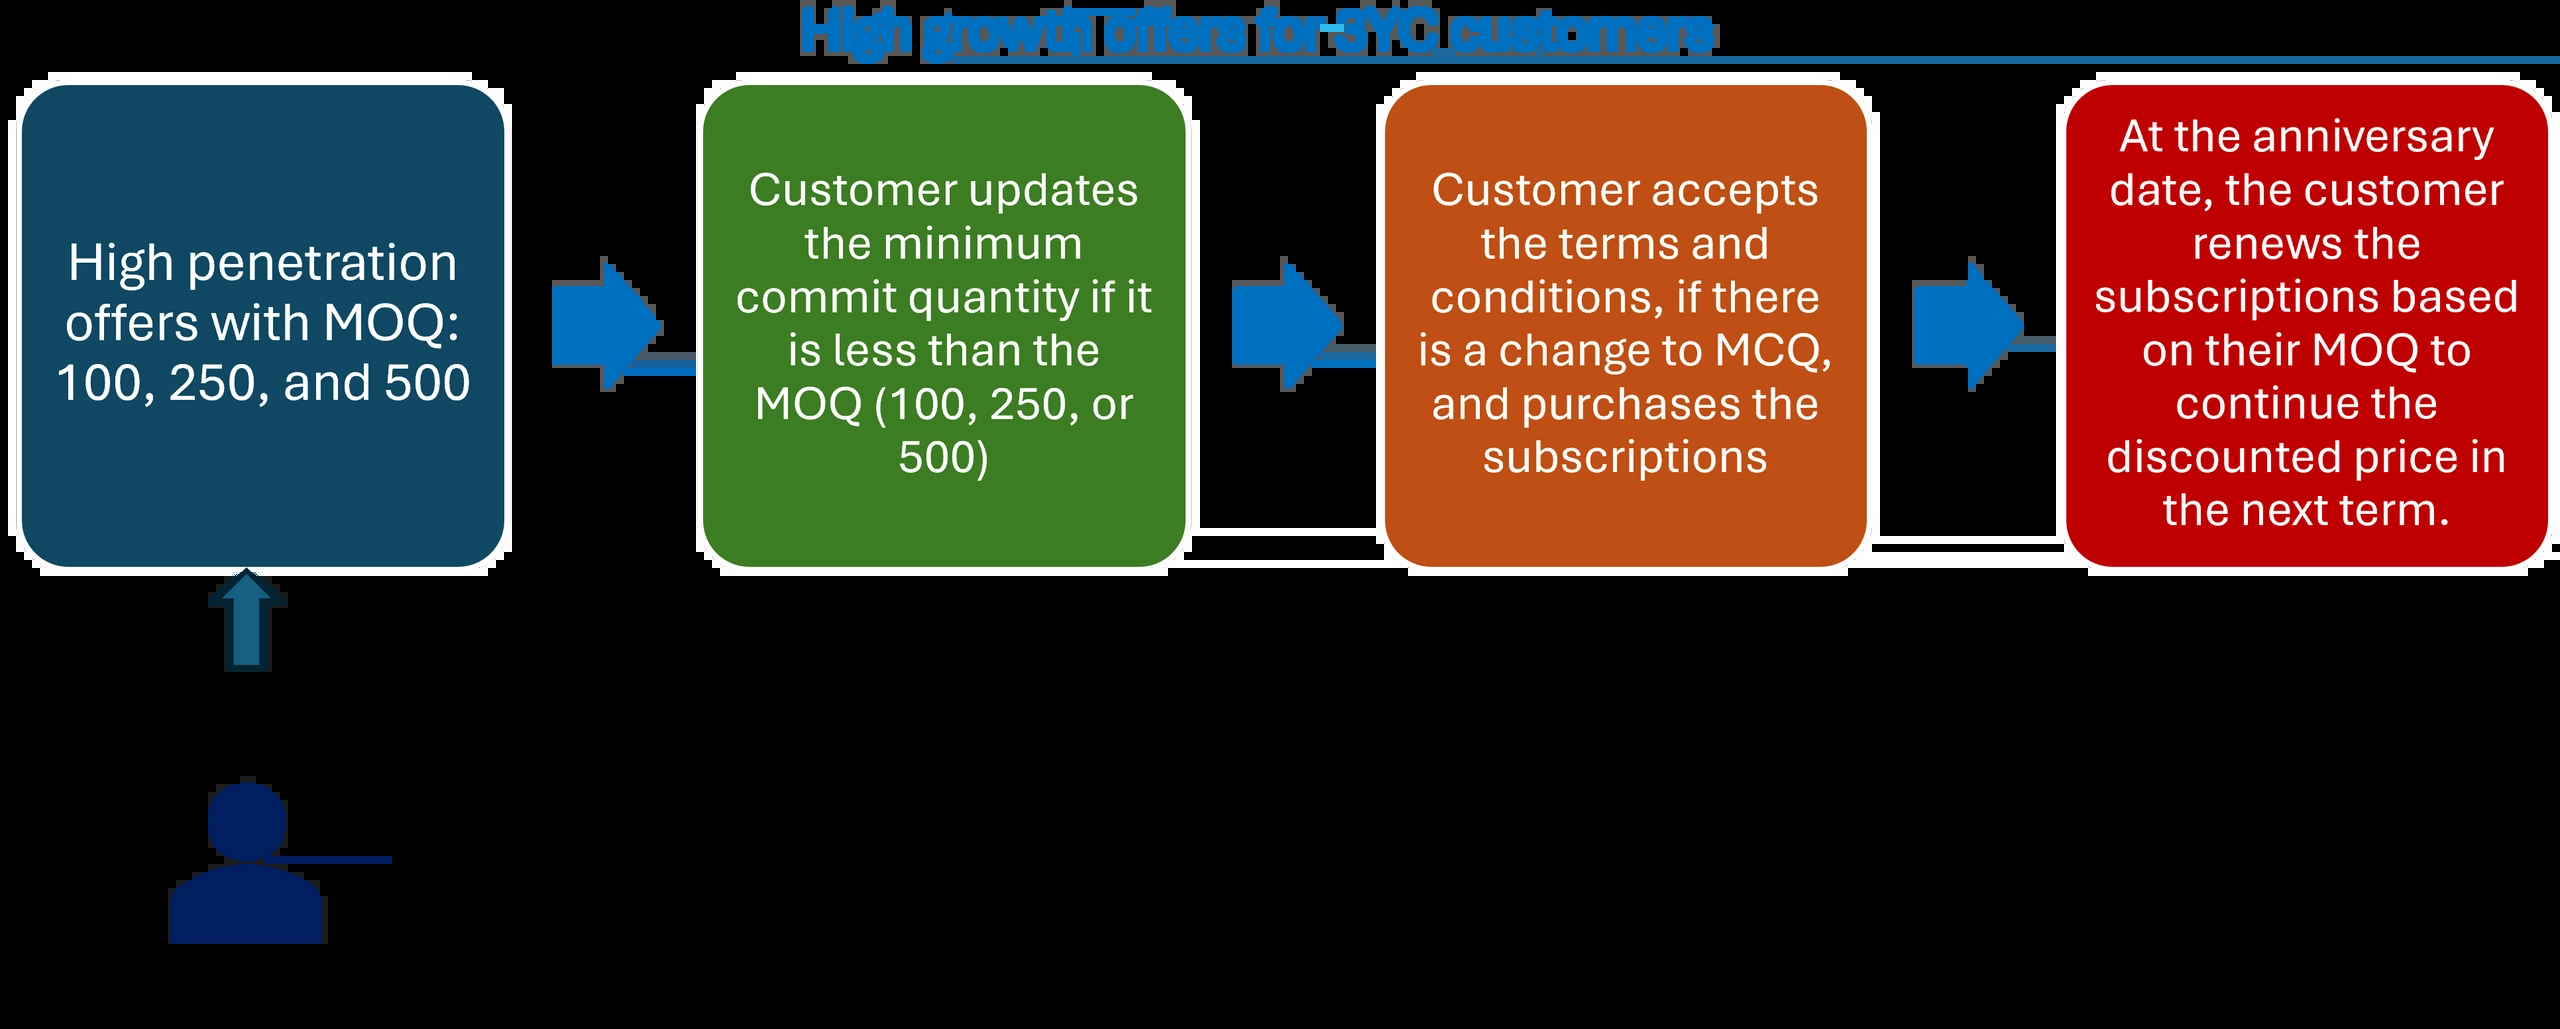 High growth offers for 3YC customers
High penetration
offers with MOQ:
100, 250, and 500
Customer updates
the minimum
commit quantity if it
is less than the
MOQ (100, 250, or
500)
Customer accepts
the terms and
conditions, if there
is a change to MCQ,
and purchases the
subscriptions
At the anniversary
date, the customer
renews the
subscriptions based
on their MOQ to
continue the
discounted price in
the next term.